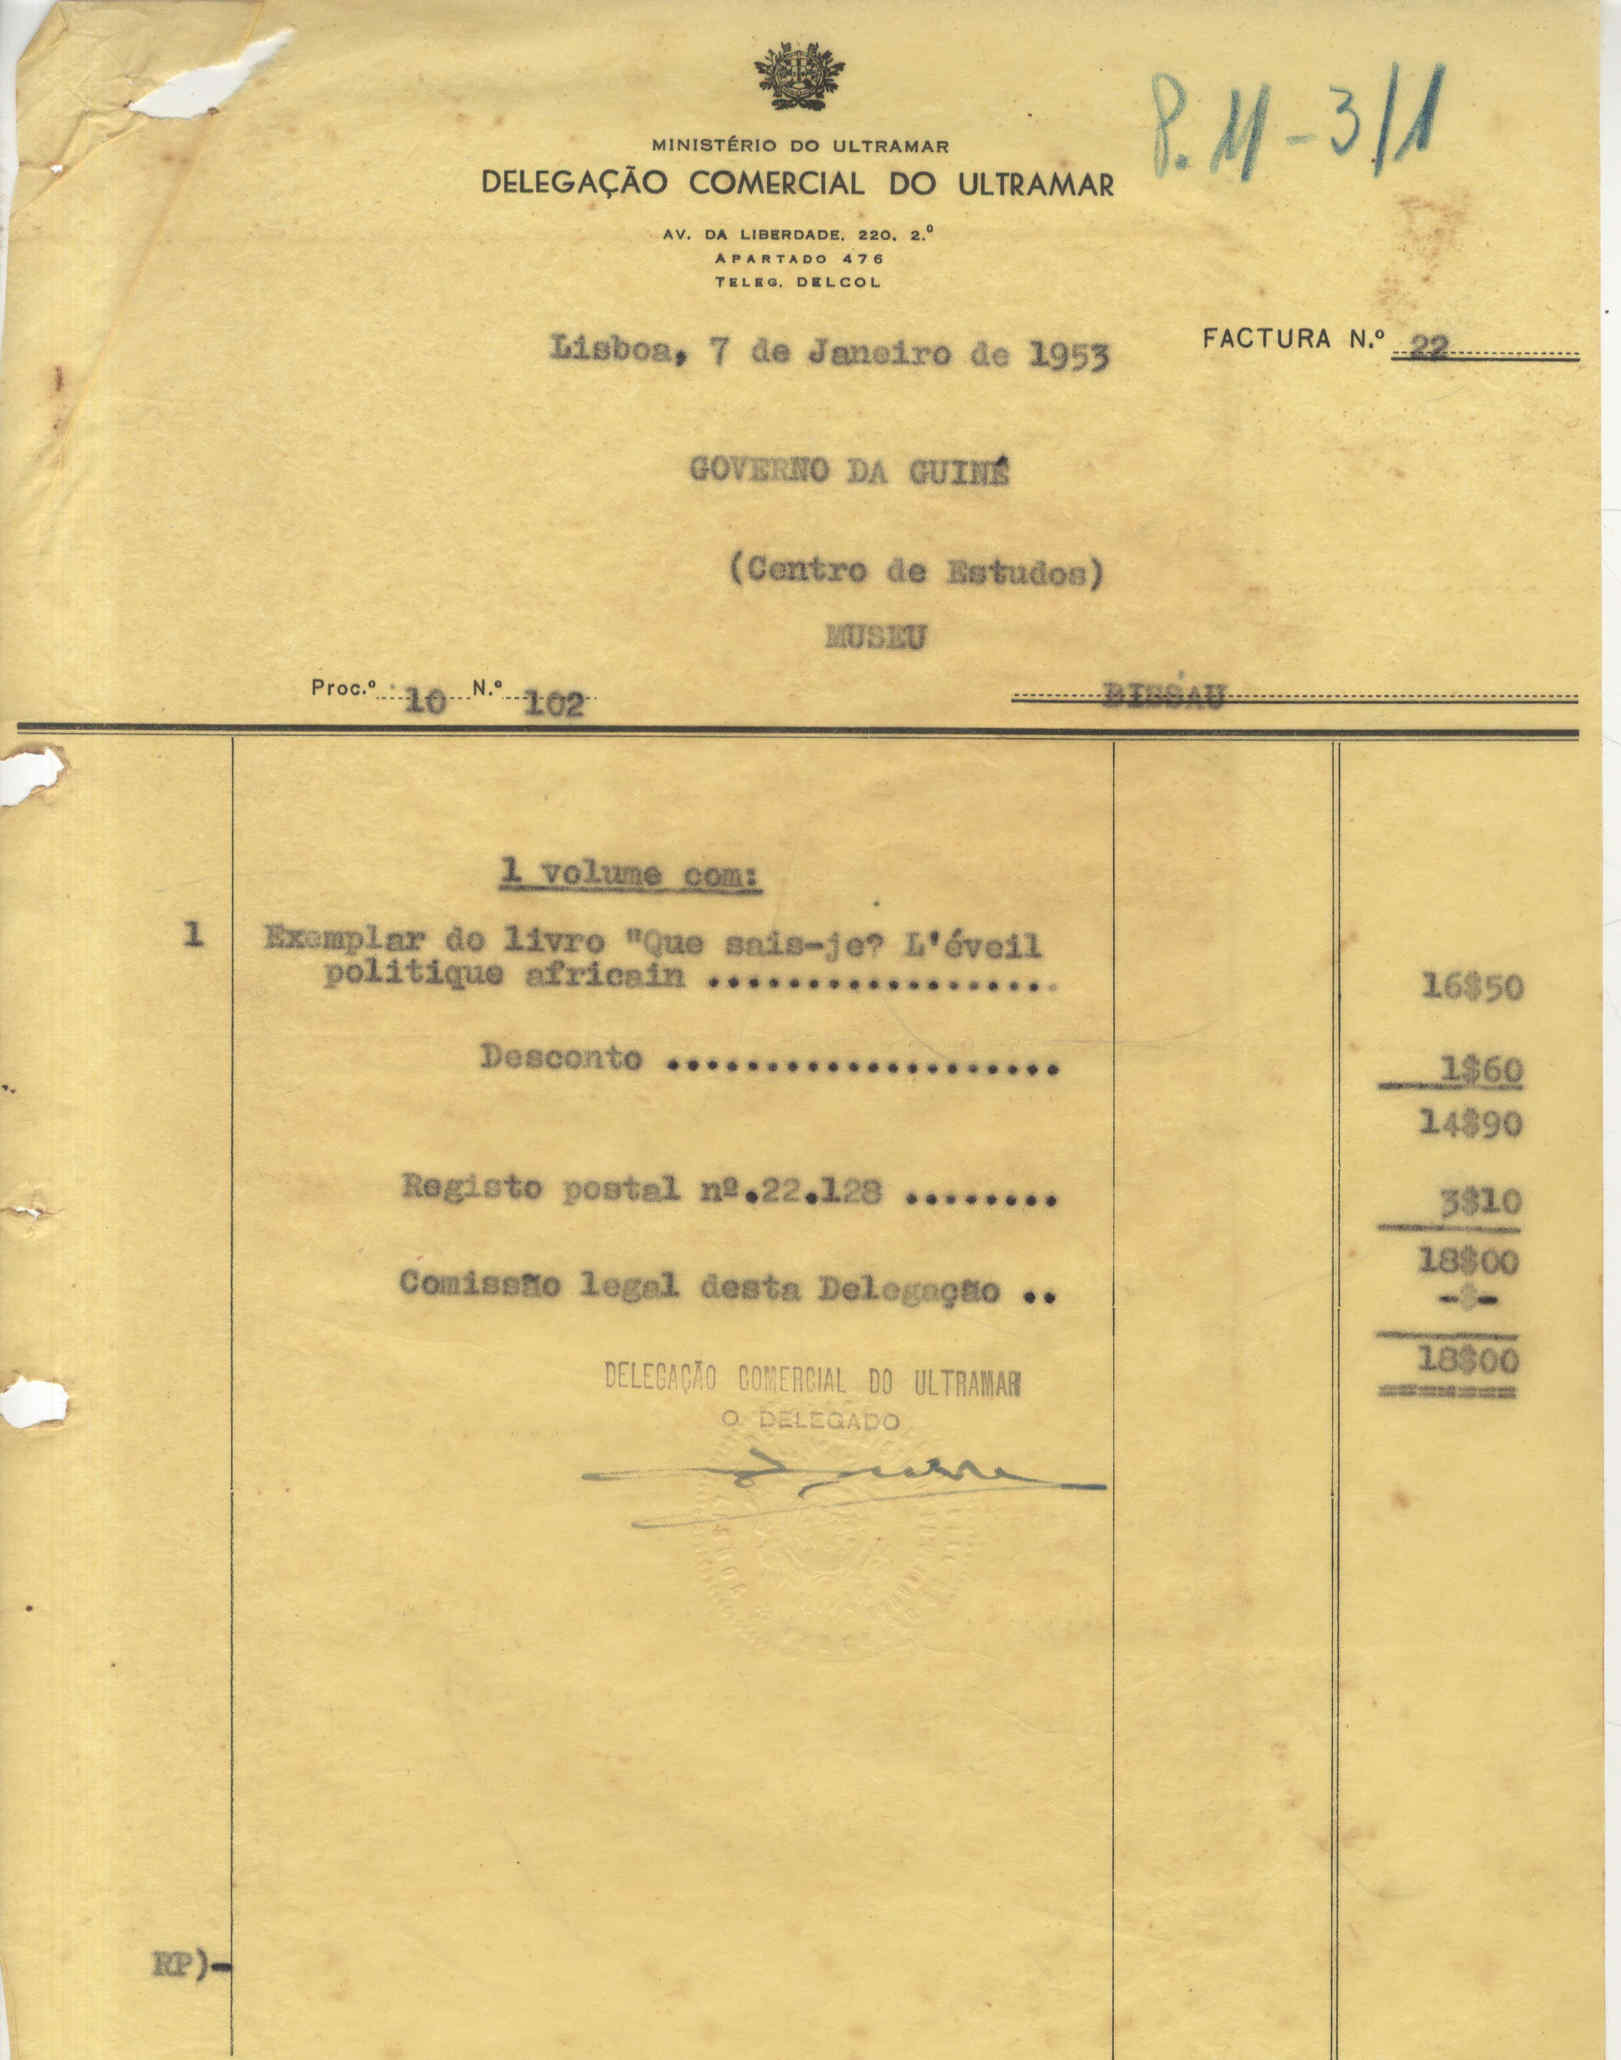 P. 11-3/1
MINISTÉRIO DO ULTRAMAR
DELEGAÇÃO COMERCIAL DO ULTRAMAR
AV. DA LIBERDADE, 220, 2.º
APARTADO 476
TELEG. DELCOL
Lisboa, 7 de Janeiro de 1953
FACTURA N.º 22
GOVERNO DA GUINÉ
(Centro de Estudos)
MUSEU
Proc.º 10 N.º 102 BISSAU
1 volume com:
1 Exemplar do livro "Que sais-je? L'éveil
politique africain .................. 16$50
Desconto .................... 1$60
14$90
Registo postal nº.22.128 ........ 3$10
18$00
Comissão legal desta Delegação .. -$-
18$00
DELEGAÇÃO COMERCIAL DO ULTRAMAR
O DELEGADO
RP)-